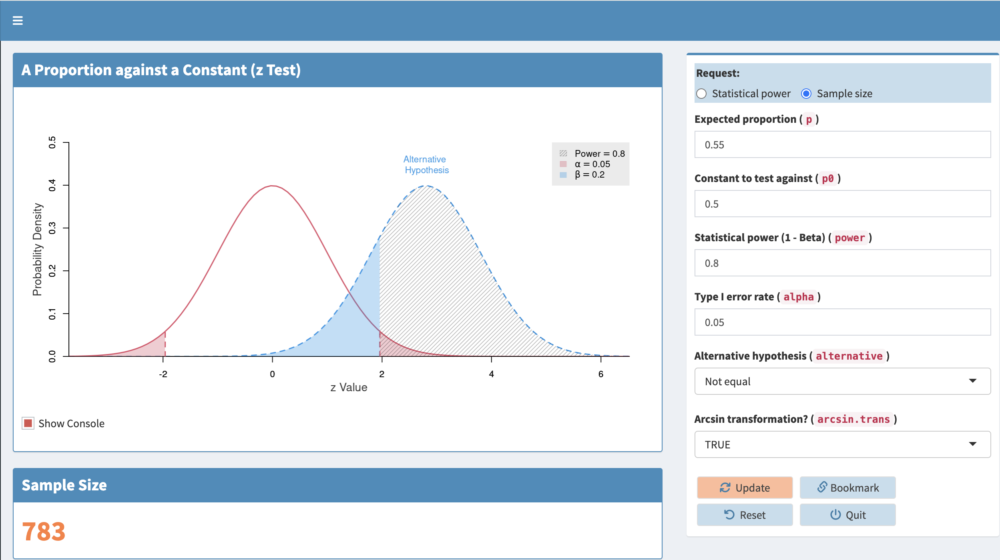 A Proportion against a Constant (z Test)
Alternative
Hypothesis
Power = 0.8
α = 0.05
β = 0.2
Probability Density
0.5
0.4
0.3
0.2
0.1
0.0
-2 0 2 4 6
z Value
Show Console
Sample Size
783
Request:
Statistical power Sample size
Expected proportion ( p )
0.55
Constant to test against ( p0 )
0.5
Statistical power (1 - Beta) ( power )
0.8
Type I error rate ( alpha )
0.05
Alternative hypothesis ( alternative )
Not equal
Arcsin transformation? ( arcsin.trans )
TRUE
Update Bookmark
Reset Quit